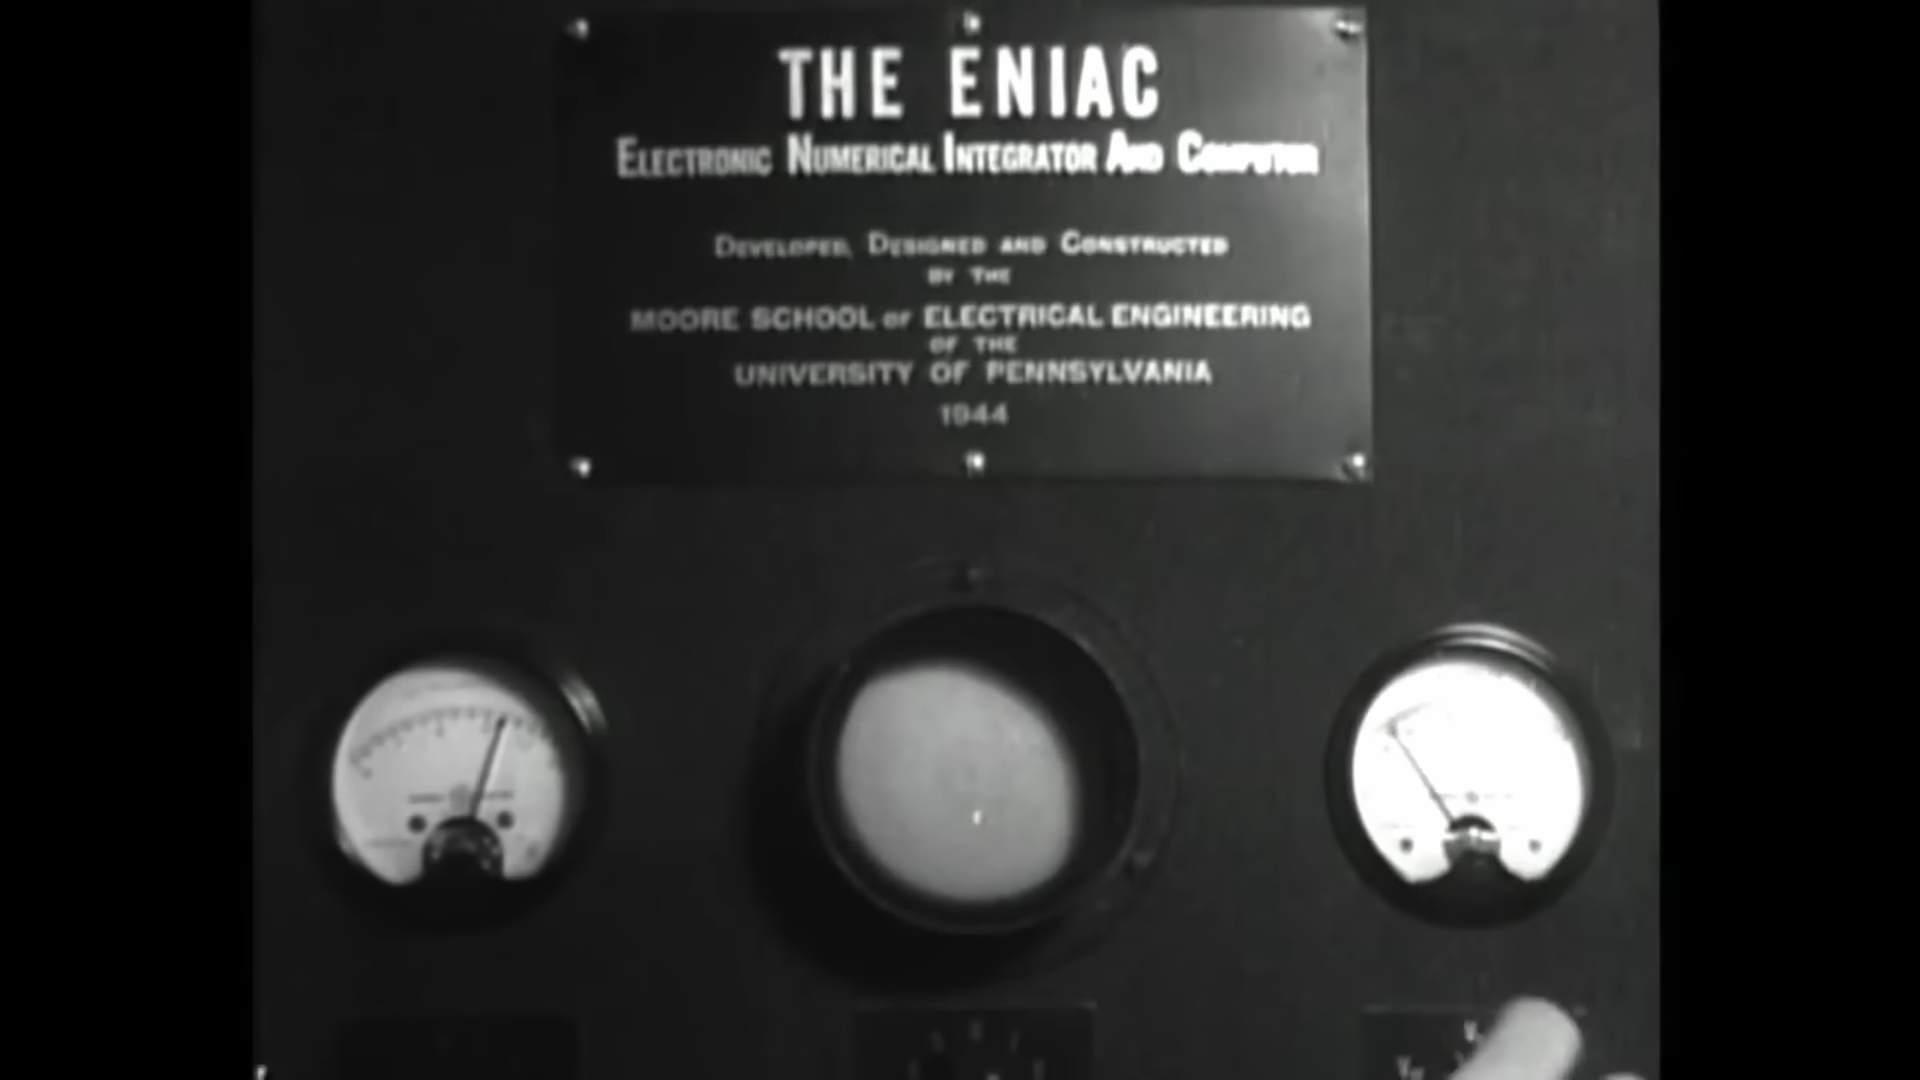 THE ENIAC
ELECTRONIC NUMERICAL INTEGRATOR AND COMPUTER
DEVELOPED, DESIGNED AND CONSTRUCTED
BY THE
MOORE SCHOOL OF ELECTRICAL ENGINEERING
OF THE
UNIVERSITY OF PENNSYLVANIA
1944